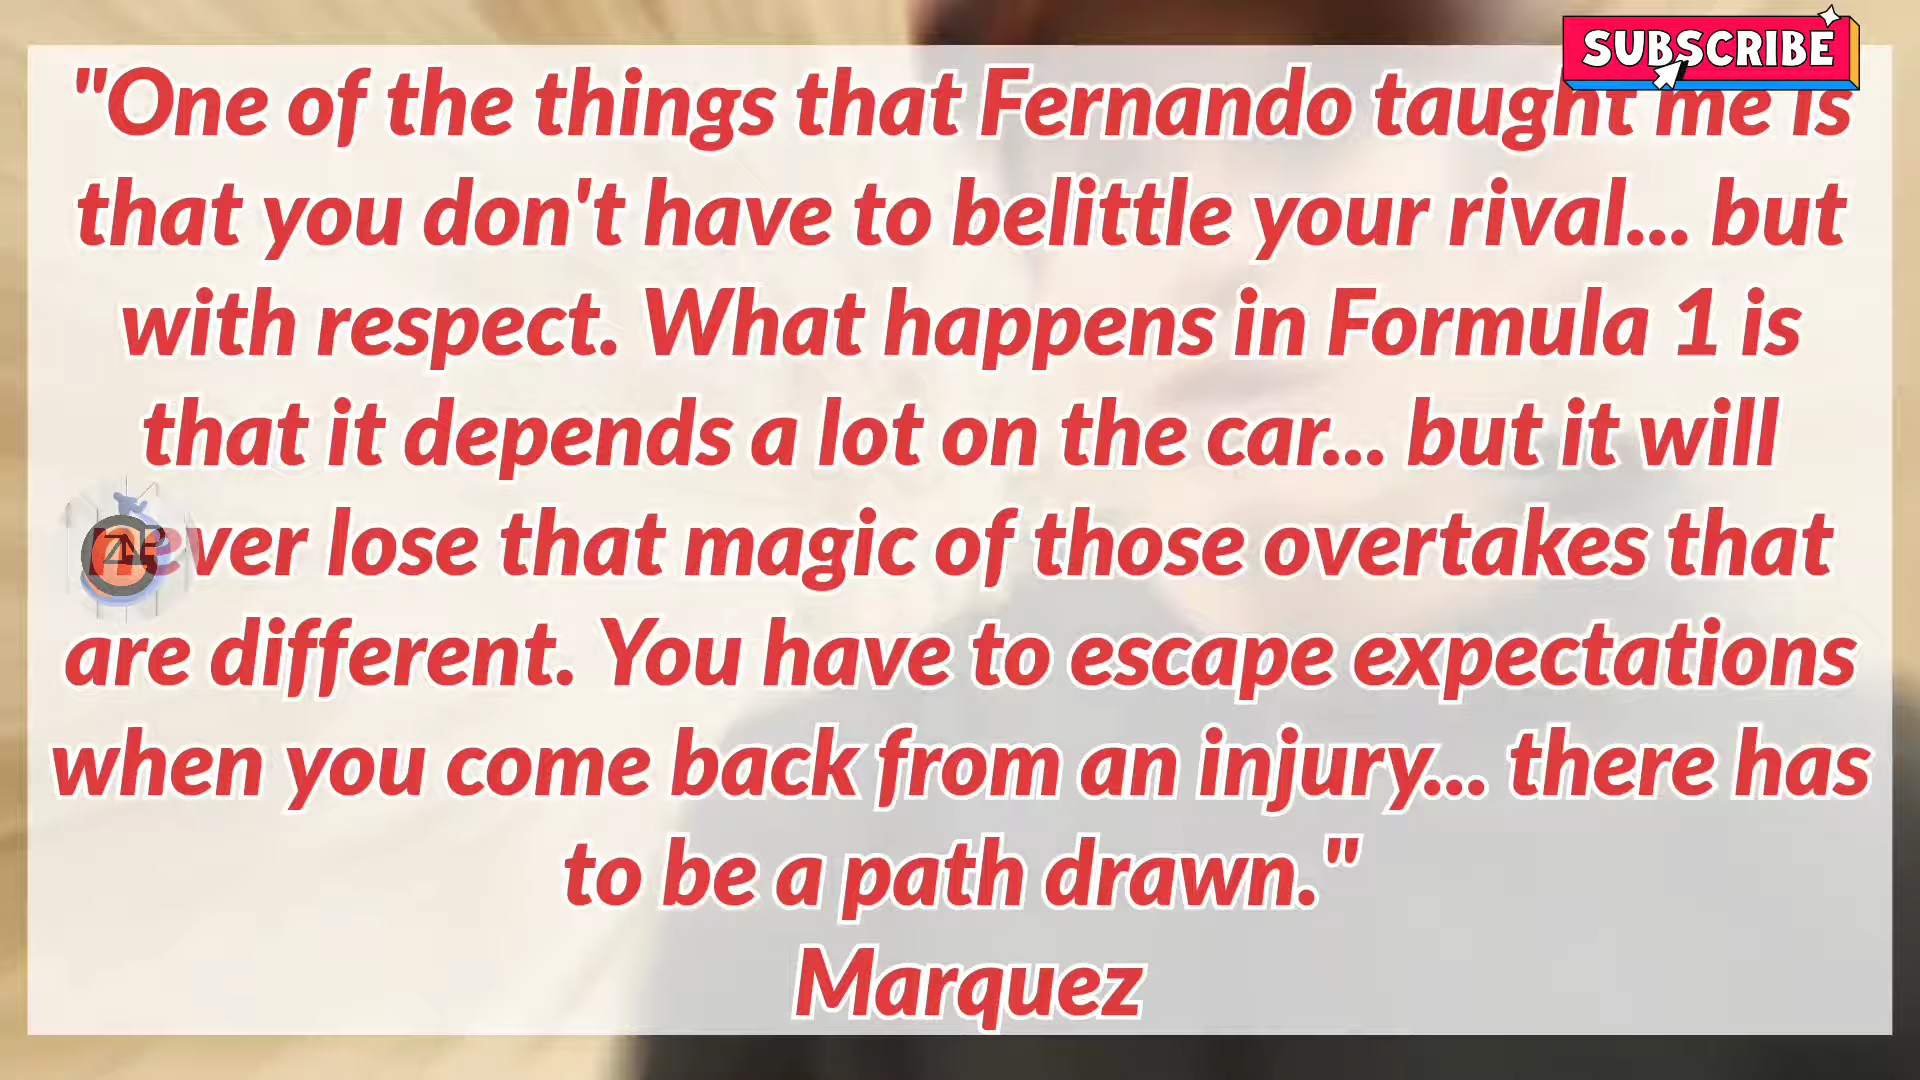 SUBSCRIBE
"One of the things that Fernando taught me is
that you don't have to belittle your rival... but
with respect. What happens in Formula 1 is
that it depends a lot on the car... but it will
never lose that magic of those overtakes that
are different. You have to escape expectations
when you come back from an injury... there has
to be a path drawn."
Marquez